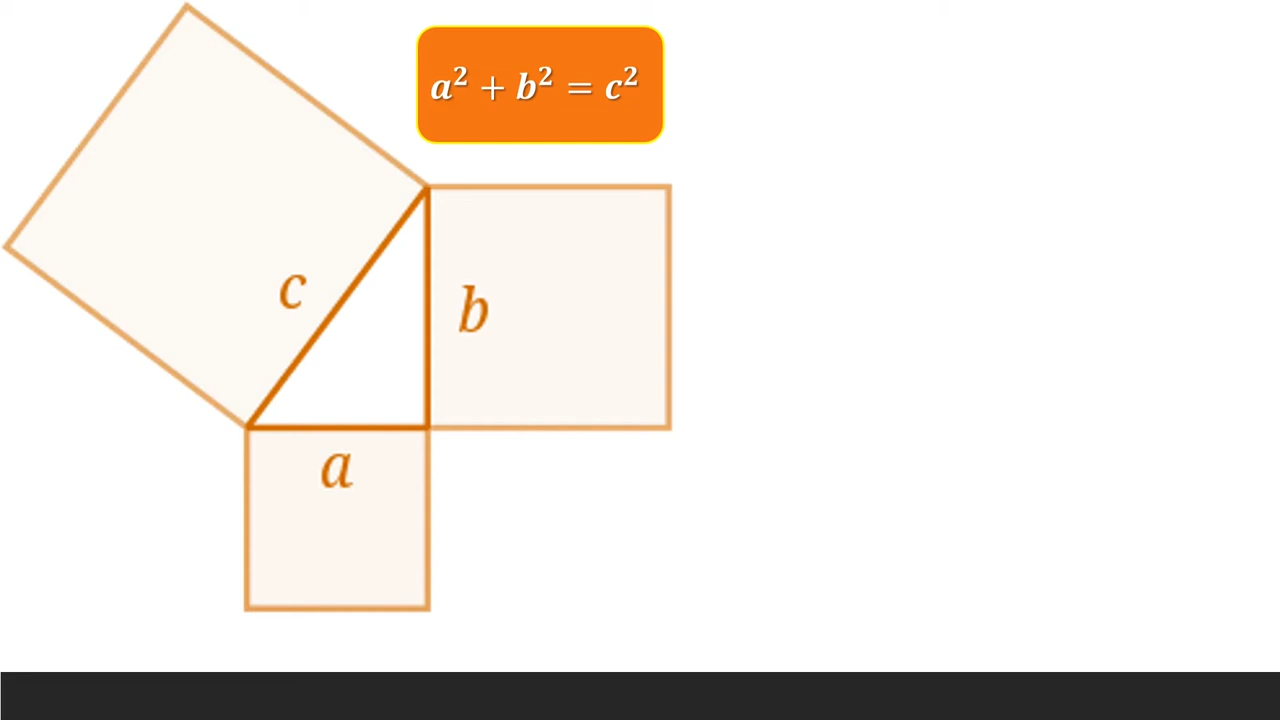 a² + b² = c²
c
b
a